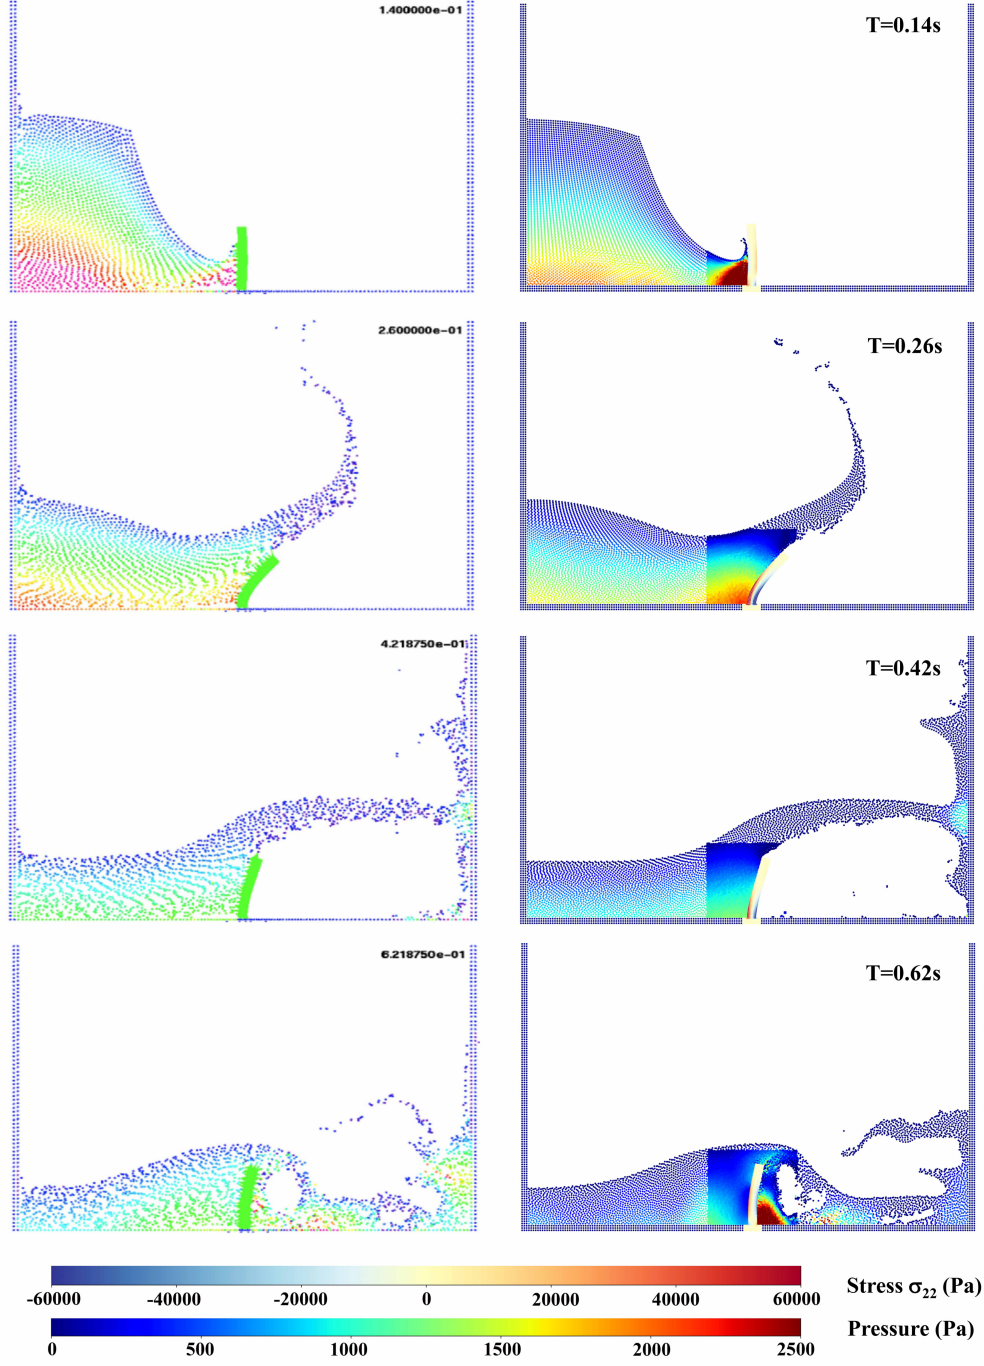 1.400000e-01
T=0.14s
2.600000e-01
T=0.26s
4.218750e-01
T=0.42s
6.218750e-01
T=0.62s
-60000 -40000 -20000 0 20000 40000 60000 Stress σ₂₂ (Pa)
0 500 1000 1500 2000 2500 Pressure (Pa)